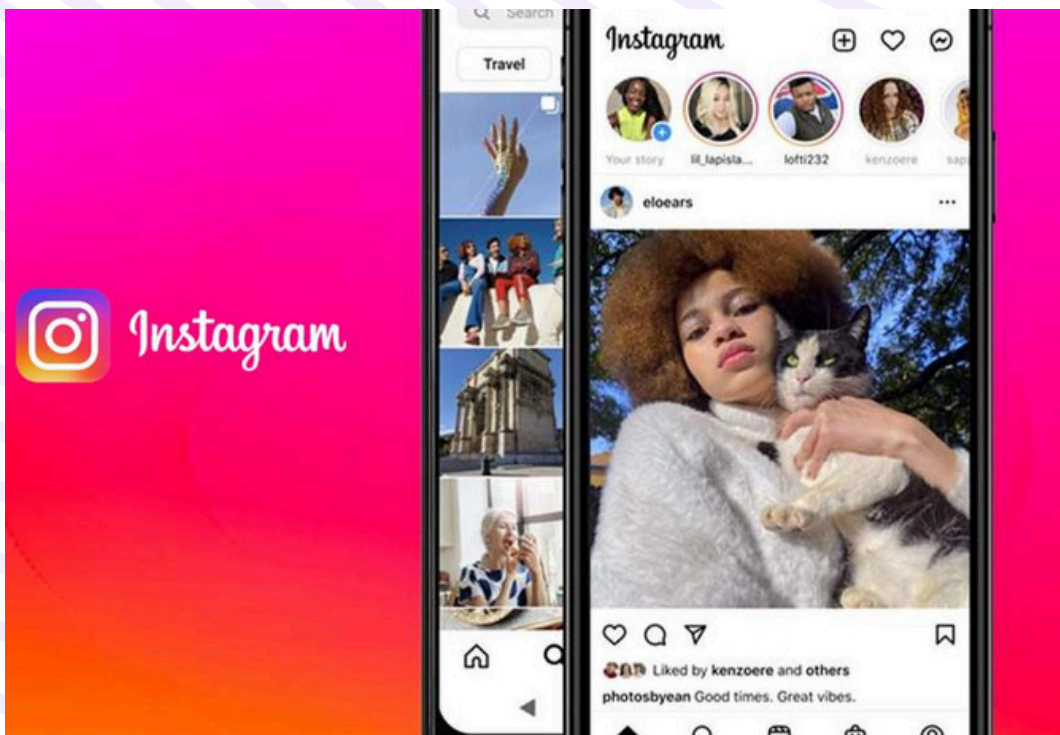 Instagram
Search
Travel
Instagram
Your story
lil_lapisla...
lofti232
kenzoere
eloears
Liked by kenzoere and others
photosbyean Good times. Great vibes.